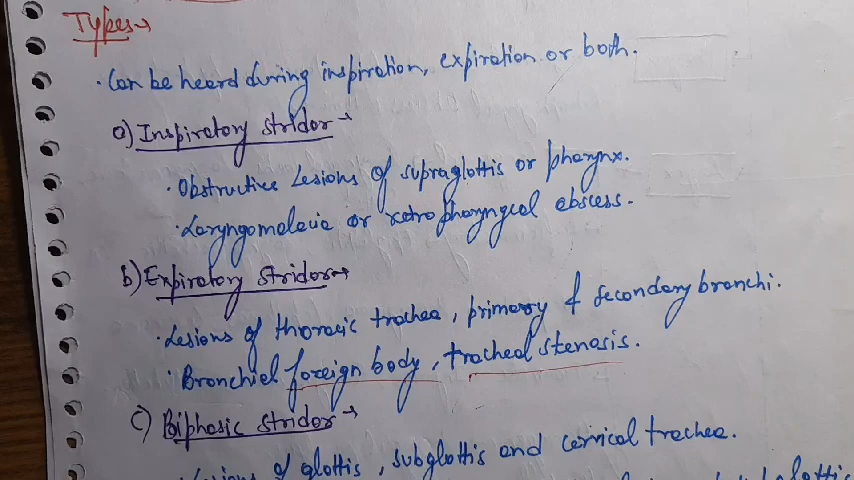 Types→
· Can be heard during inspiration, expiration or both.
a) Inspiratory stridor→
· Obstructive Lesions of supraglottis or pharynx.
· Laryngomalacia or retropharyngeal abscess.
b) Expiratory stridor→
· Lesions of thoracic trachea, primary & secondary bronchi.
· Bronchial foreign body, tracheal stenosis.
c) Biphasic stridor→
· Lesions of glottis, subglottis and cervical trachea.